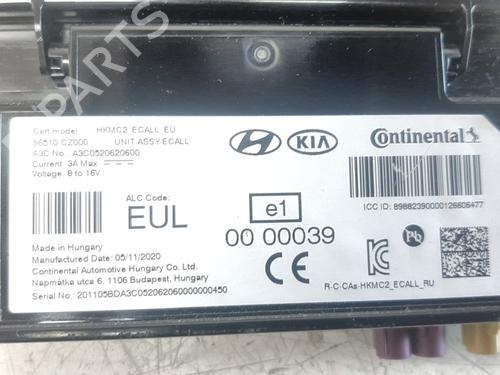 Cert model HKMC2_ECALL_EU
96510 CZ000 UNIT ASSY ECALL
A3C No. A3C0520620600
Current: 3A Max
Voltage: 8 to 16V
HYUNDAI KIA Continental
ICC ID: 89882390000126606477
ALC Code:
EUL
e1
00 00039
CE
Pb
Made in Hungary
Manufactured Date: 05/11/2020
Continental Automotive Hungary Co. Ltd.
Napmátka utca 6, 1106 Budapest, Hungary
Serial No.: 201105BDA3C052062060000000450
R-C-CAs-HKMC2_ECALL_RU